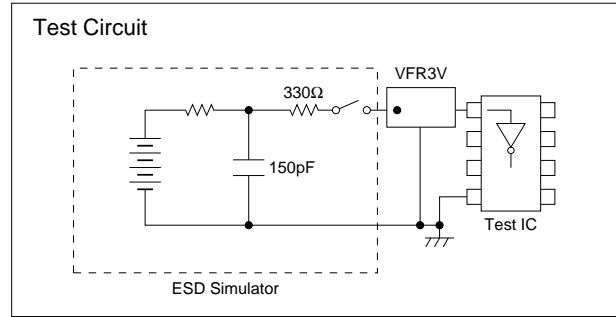 Test Circuit
VFR3V
330Ω
150pF
Test IC
ESD Simulator